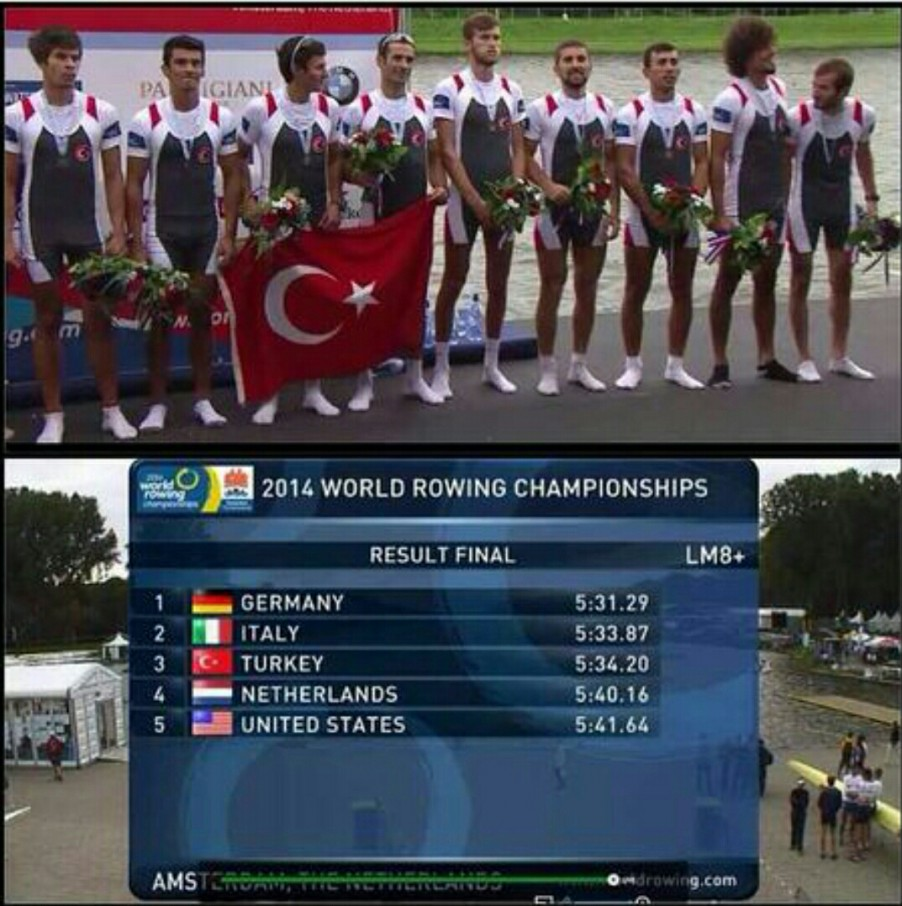 PARMIGIANI
BMW
g.com
2014
world
rowing
championships
2014 WORLD ROWING CHAMPIONSHIPS
RESULT FINAL LM8+
1 GERMANY 5:31.29
2 ITALY 5:33.87
3 TURKEY 5:34.20
4 NETHERLANDS 5:40.16
5 UNITED STATES 5:41.64
AMSTERDAM, THE NETHERLANDS drowing.com